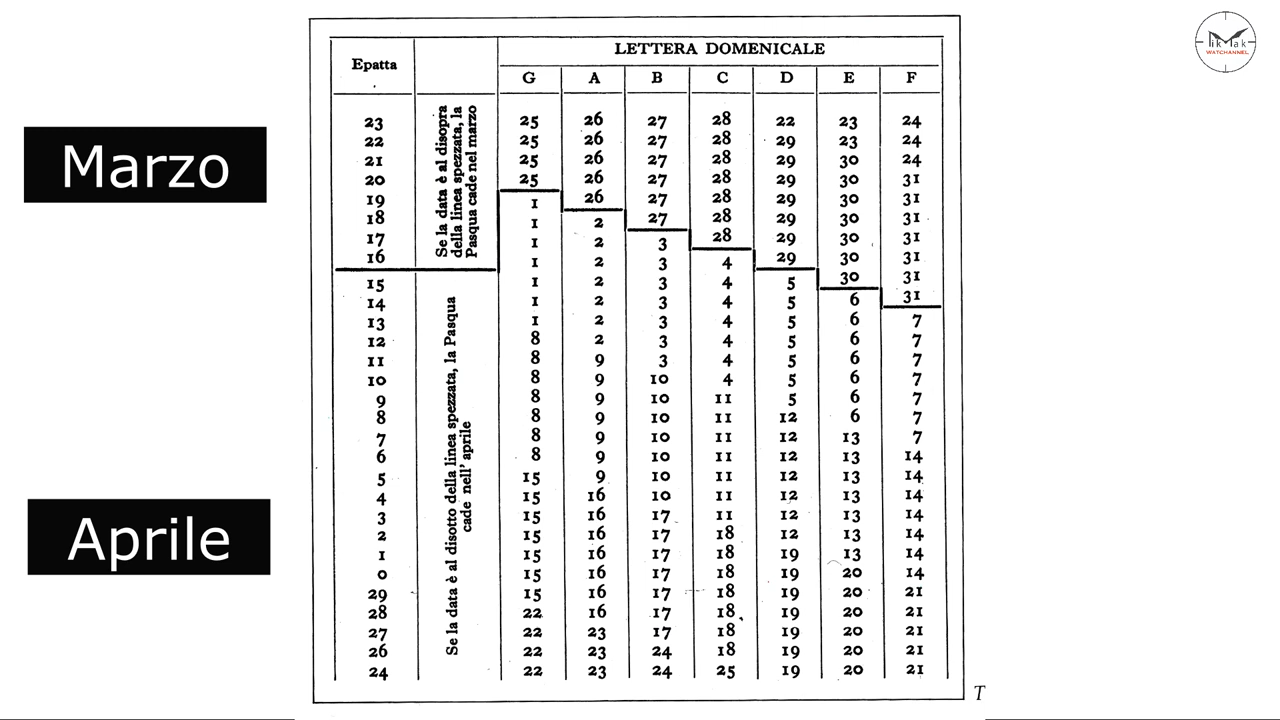 LETTERA DOMENICALE
Epatta
G A B C D E F
Marzo
Se la data è al disopra
della linea spezzata, la
Pasqua cade nel marzo
23 25 26 27 28 22 23 24
22 25 26 27 28 29 23 24
21 25 26 27 28 29 30 24
20 25 26 27 28 29 30 31
19 1 26 27 28 29 30 31
18 1 2 27 28 29 30 31
17 1 2 3 28 29 30 31
16 1 2 3 4 29 30 31
15 1 2 3 4 5 30 31
14 1 2 3 4 5 6 31
13 1 2 3 4 5 6 7
12 8 2 3 4 5 6 7
11 8 9 3 4 5 6 7
10 8 9 10 4 5 6 7
9 8 9 10 11 5 6 7
8 8 9 10 11 12 6 7
7 8 9 10 11 12 13 7
6 8 9 10 11 12 13 14
5 15 9 10 11 12 13 14
4 15 16 10 11 12 13 14
3 15 16 17 11 12 13 14
2 15 16 17 18 12 13 14
1 15 16 17 18 19 13 14
0 15 16 17 18 19 20 14
29 15 16 17 18 19 20 21
28 22 16 17 18 19 20 21
27 22 23 17 18 19 20 21
26 22 23 24 18 19 20 21
24 22 23 24 25 19 20 21
Se la data è al disotto della linea spezzata, la Pasqua
cade nell' aprile
Aprile
TikMak
WATCHANNEL
T